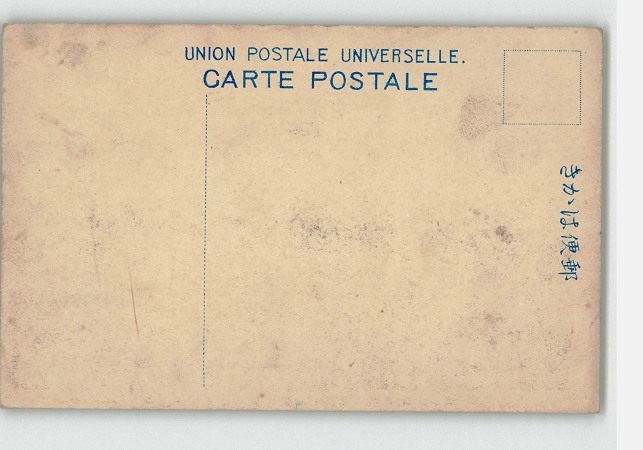 UNION POSTALE UNIVERSELLE.
CARTE POSTALE
郵便はかき